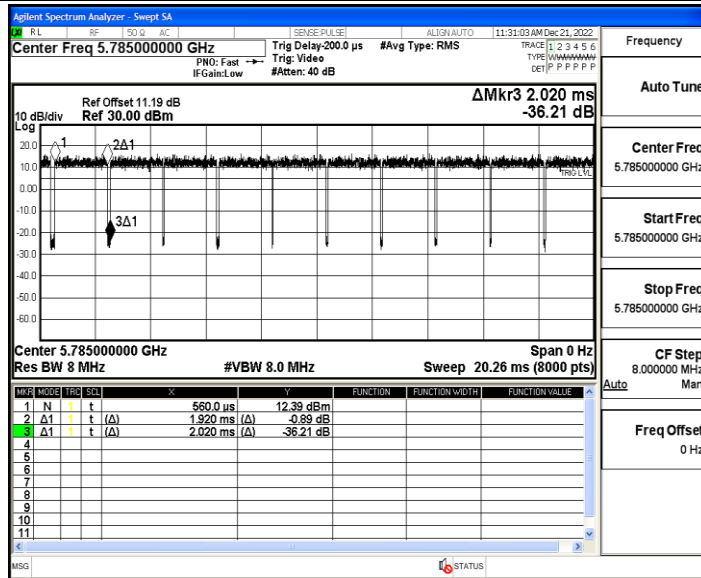 Agilent Spectrum Analyzer - Swept SA
RL RF 50 Ω AC SENSE:PULSE ALIGN AUTO 11:31:03 AM Dec 21, 2022
Center Freq 5.785000000 GHz
PNO: Fast
IFGain:Low
Trig Delay-200.0 µs
Trig: Video
#Atten: 40 dB
#Avg Type: RMS
TRACE 1 2 3 4 5 6
TYPE WWWWWW
DET P P P P P P
Ref Offset 11.19 dB
10 dB/div Ref 30.00 dBm
ΔMkr3 2.020 ms
-36.21 dB
Log
20.0
10.0
0.00
-10.0
-20.0
-30.0
-40.0
-50.0
-60.0
1
2Δ1
3Δ1
TRIG LVL
Center 5.785000000 GHz Span 0 Hz
Res BW 8 MHz #VBW 8.0 MHz Sweep 20.26 ms (8000 pts)
MKR MODE TRC SCL X Y FUNCTION FUNCTION WIDTH FUNCTION VALUE
1 N 1 t 560.0 µs 12.39 dBm
2 Δ1 1 t (Δ) 1.920 ms (Δ) -0.89 dB
3 Δ1 1 t (Δ) 2.020 ms (Δ) -36.21 dB
4
5
6
7
8
9
10
11
MSG STATUS
Frequency
Auto Tune
Center Freq
5.785000000 GHz
Start Freq
5.785000000 GHz
Stop Freq
5.785000000 GHz
CF Step
8.000000 MHz
Auto Man
Freq Offset
0 Hz